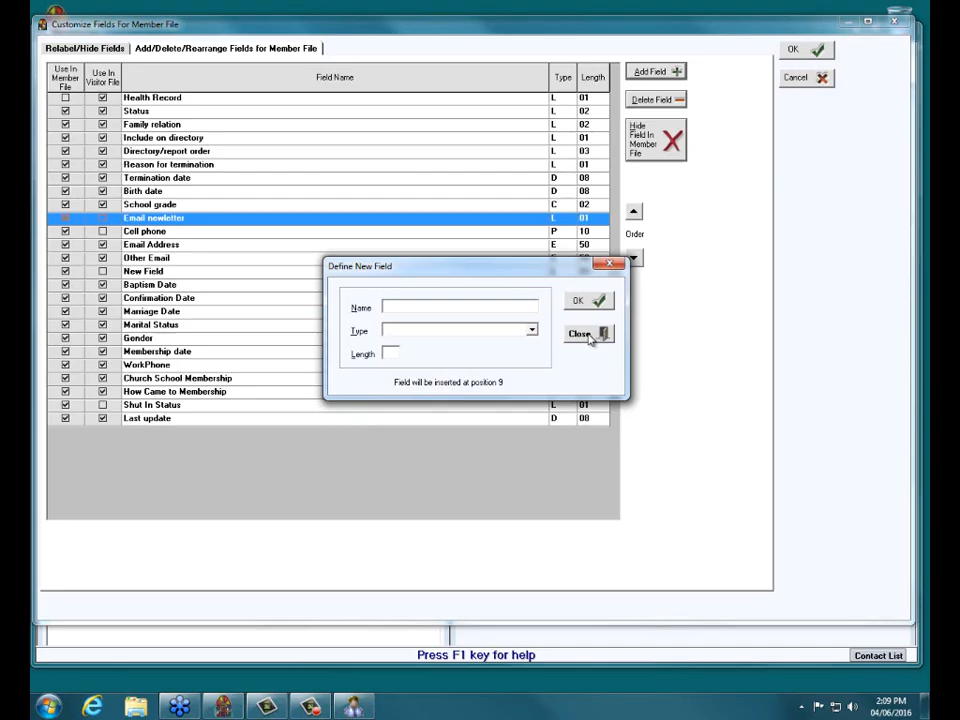 Customize Fields For Member File
Relabel/Hide Fields Add/Delete/Rearrange Fields for Member File
OK
Cancel
Use In Member File Use In Visitor File Field Name Type Length
Health Record L 01
Status L 02
Family relation L 02
Include on directory L 01
Directory/report order L 03
Reason for termination L 01
Termination date D 08
Birth date D 08
School grade C 02
Email newletter L 01
Cell phone P 10
Email Address E 50
Other Email E
New Field
Baptism Date
Confirmation Date
Marriage Date
Marital Status
Gender
Membership date
WorkPhone
Church School Membership
How Came to Membership
Shut In Status L 01
Last update D 08
Add Field
Delete Field
Hide
Field In
Member
File
Order
Define New Field
Name
Type
Length
OK
Close
Field will be inserted at position 9
Press F1 key for help
Contact List
2:09 PM
04/06/2016